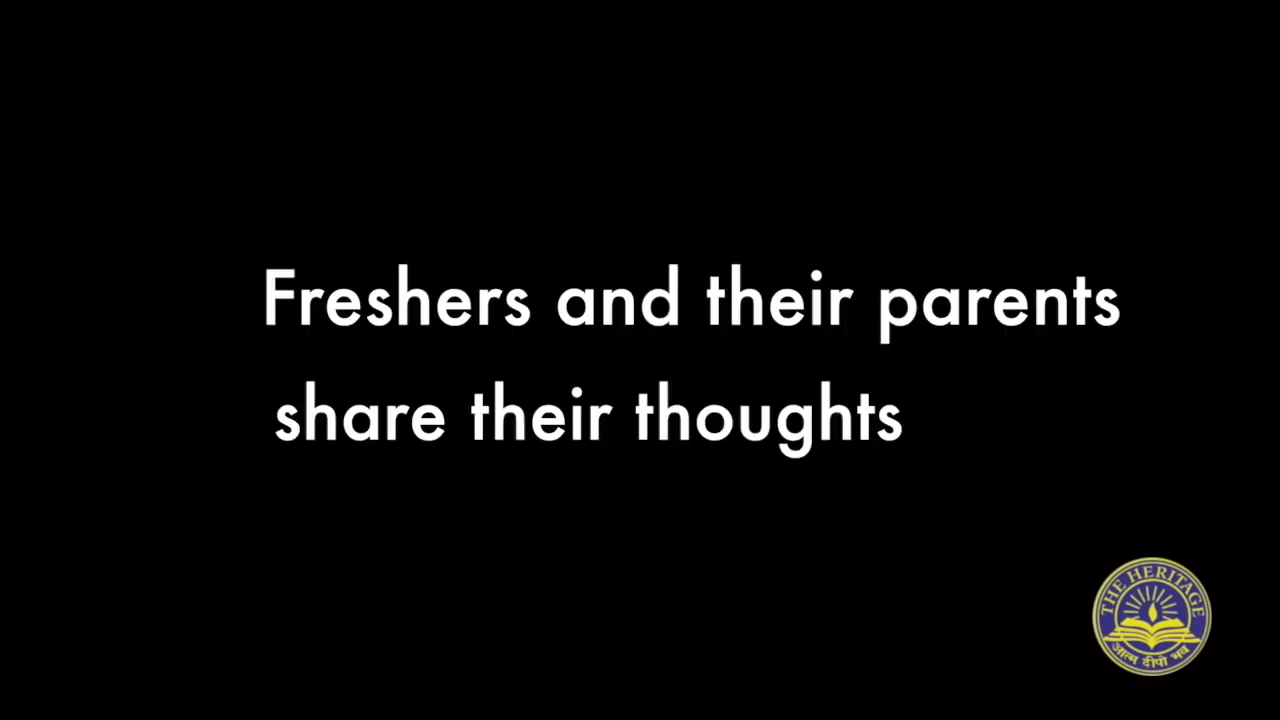 Freshers and their parents
share their thoughts
THE HERITAGE
आत्म दीपो भव